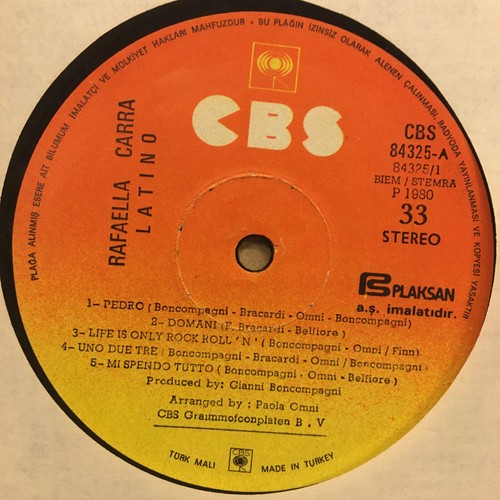 PLAĞA ALINMIŞ ESERE AİT BİLUMUM İMALATÇI VE MÜLKİYET HAKLARI MAHFUZDUR • BU PLAĞIN İZİNSİZ OLARAK ALENEN ÇALINMASI, RADYODA YAYINLANMASI VE KOPYESİ YASAKTIR
CBS
RAFAELLA CARRA
LATINO
CBS
84325-A
84325/1
BIEM / STEMRA
P 1980
33
STEREO
PLAKSAN
a.ş. imalatıdır.
1- PEDRO ( Boncompagni - Bracardi - Omni - Boncompagni )
2- DOMANI (F. Bracardi - Belfiore )
3- LIFE IS ONLY ROCK ROLL 'N' ( Boncompagni - Omni / Finn)
4- UNO DUE TRE ( Boncompagni - Bracardi - Omni / Boncompagni )
5- MI SPENDO TUTTO ( Boncompagni - Omni - Belfiore )
Produced by: Gianni Boncompagni
Arranged by : Paola Omni
CBS Graımmofoonplaten B . V
TÜRK MALI
CBS
MADE IN TURKEY